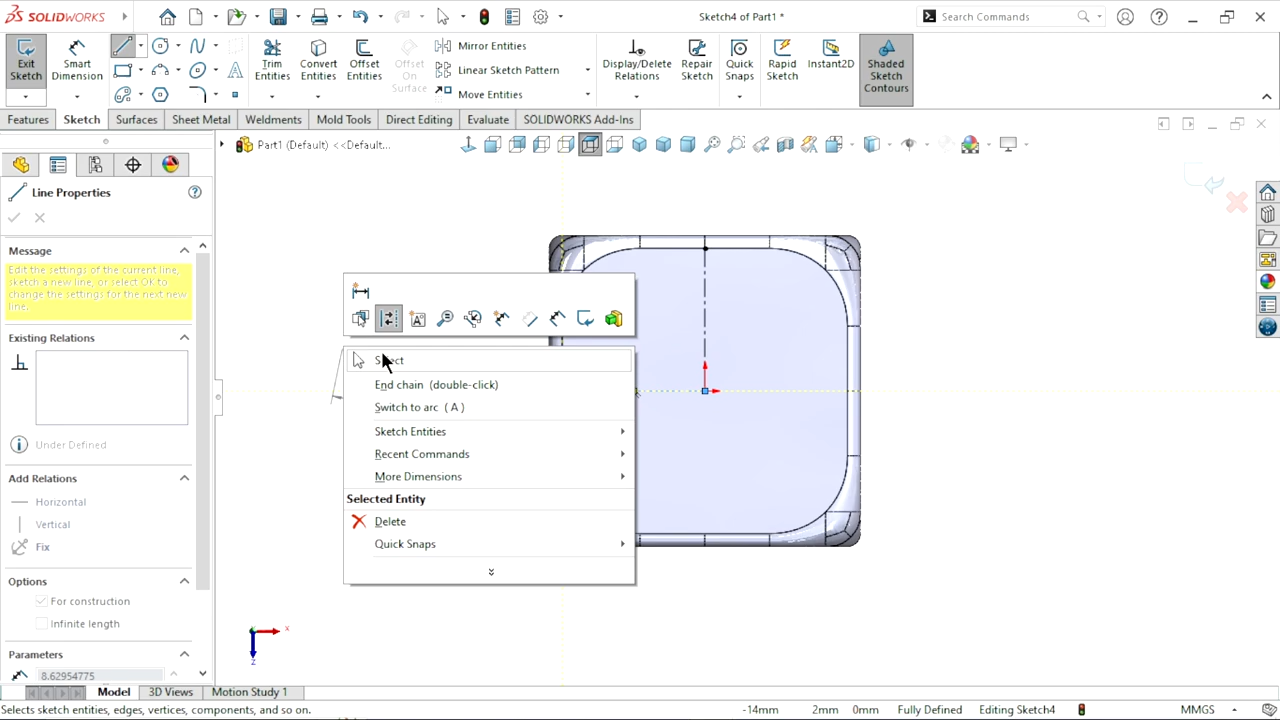 SOLIDWORKS
Sketch4 of Part1 *
Search Commands
Exit Sketch
Smart Dimension
Trim Entities
Convert Entities
Offset Entities
Offset On Surface
Mirror Entities
Linear Sketch Pattern
Move Entities
Display/Delete Relations
Repair Sketch
Quick Snaps
Rapid Sketch
Instant2D
Shaded Sketch Contours
Features
Sketch
Surfaces
Sheet Metal
Weldments
Mold Tools
Direct Editing
Evaluate
SOLIDWORKS Add-Ins
Part1 (Default) <<Default...
Line Properties
Message
Edit the settings of the current line,
sketch a new line, or select OK to
change the settings for the next new
line.
Existing Relations
Under Defined
Add Relations
Horizontal
Vertical
Fix
Options
For construction
Infinite length
Parameters
8.62954775
Select
End chain (double-click)
Switch to arc ( A )
Sketch Entities
Recent Commands
More Dimensions
Selected Entity
Delete
Quick Snaps
x
Z
Model
3D Views
Motion Study 1
Selects sketch entities, edges, vertices, components, and so on.
-14mm
2mm
0mm
Fully Defined
Editing Sketch4
MMGS